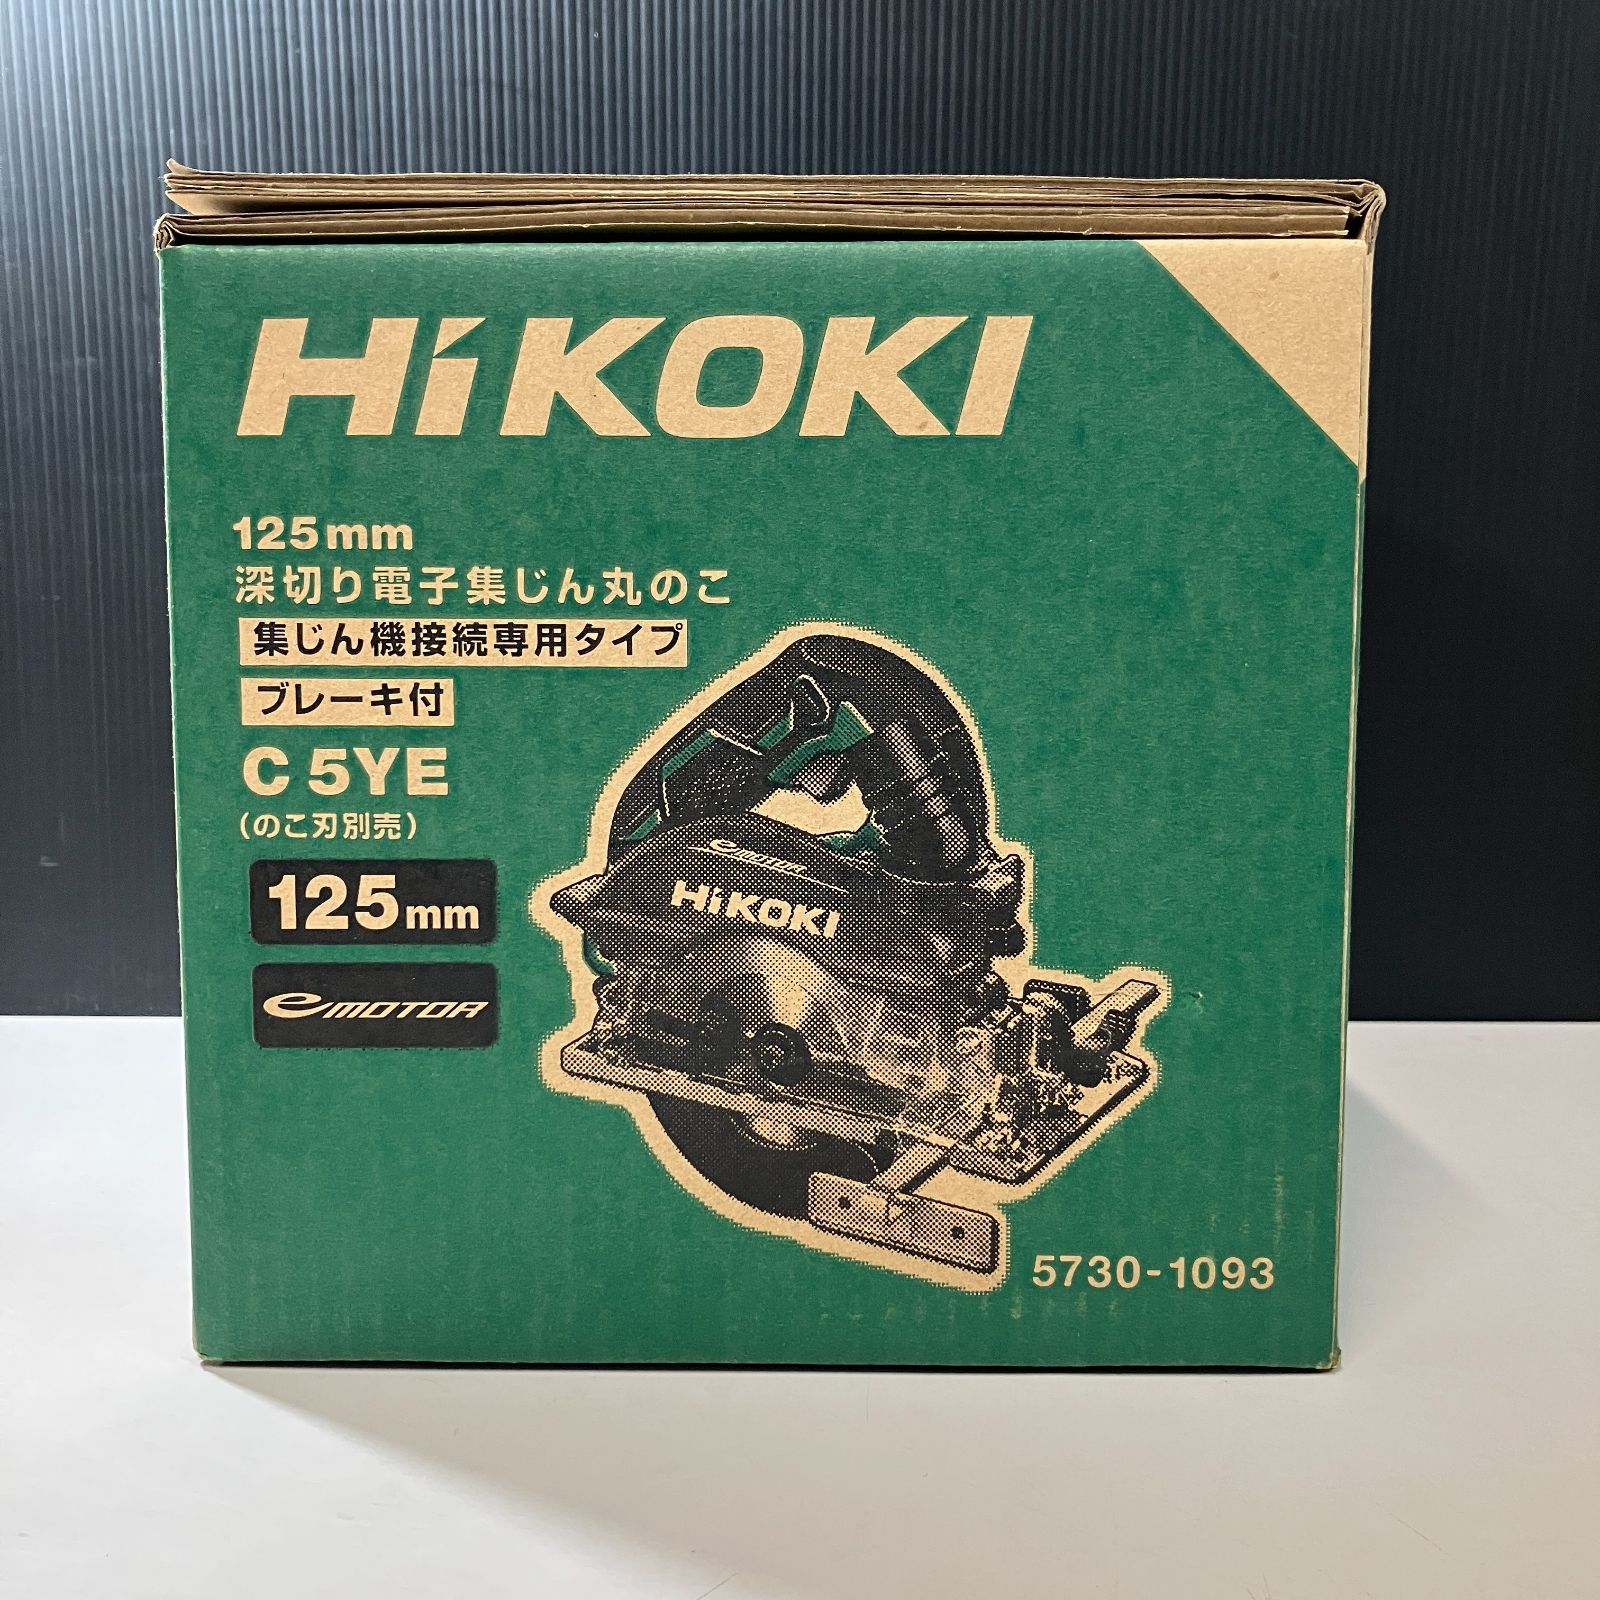 HiKOKI
125mm
深切り電子集じん丸のこ
集じん機接続専用タイプ
ブレーキ付
C 5YE
(のこ刃別売)
125mm
eMOTOR
eMOTOR
HiKOKI
5730-1093